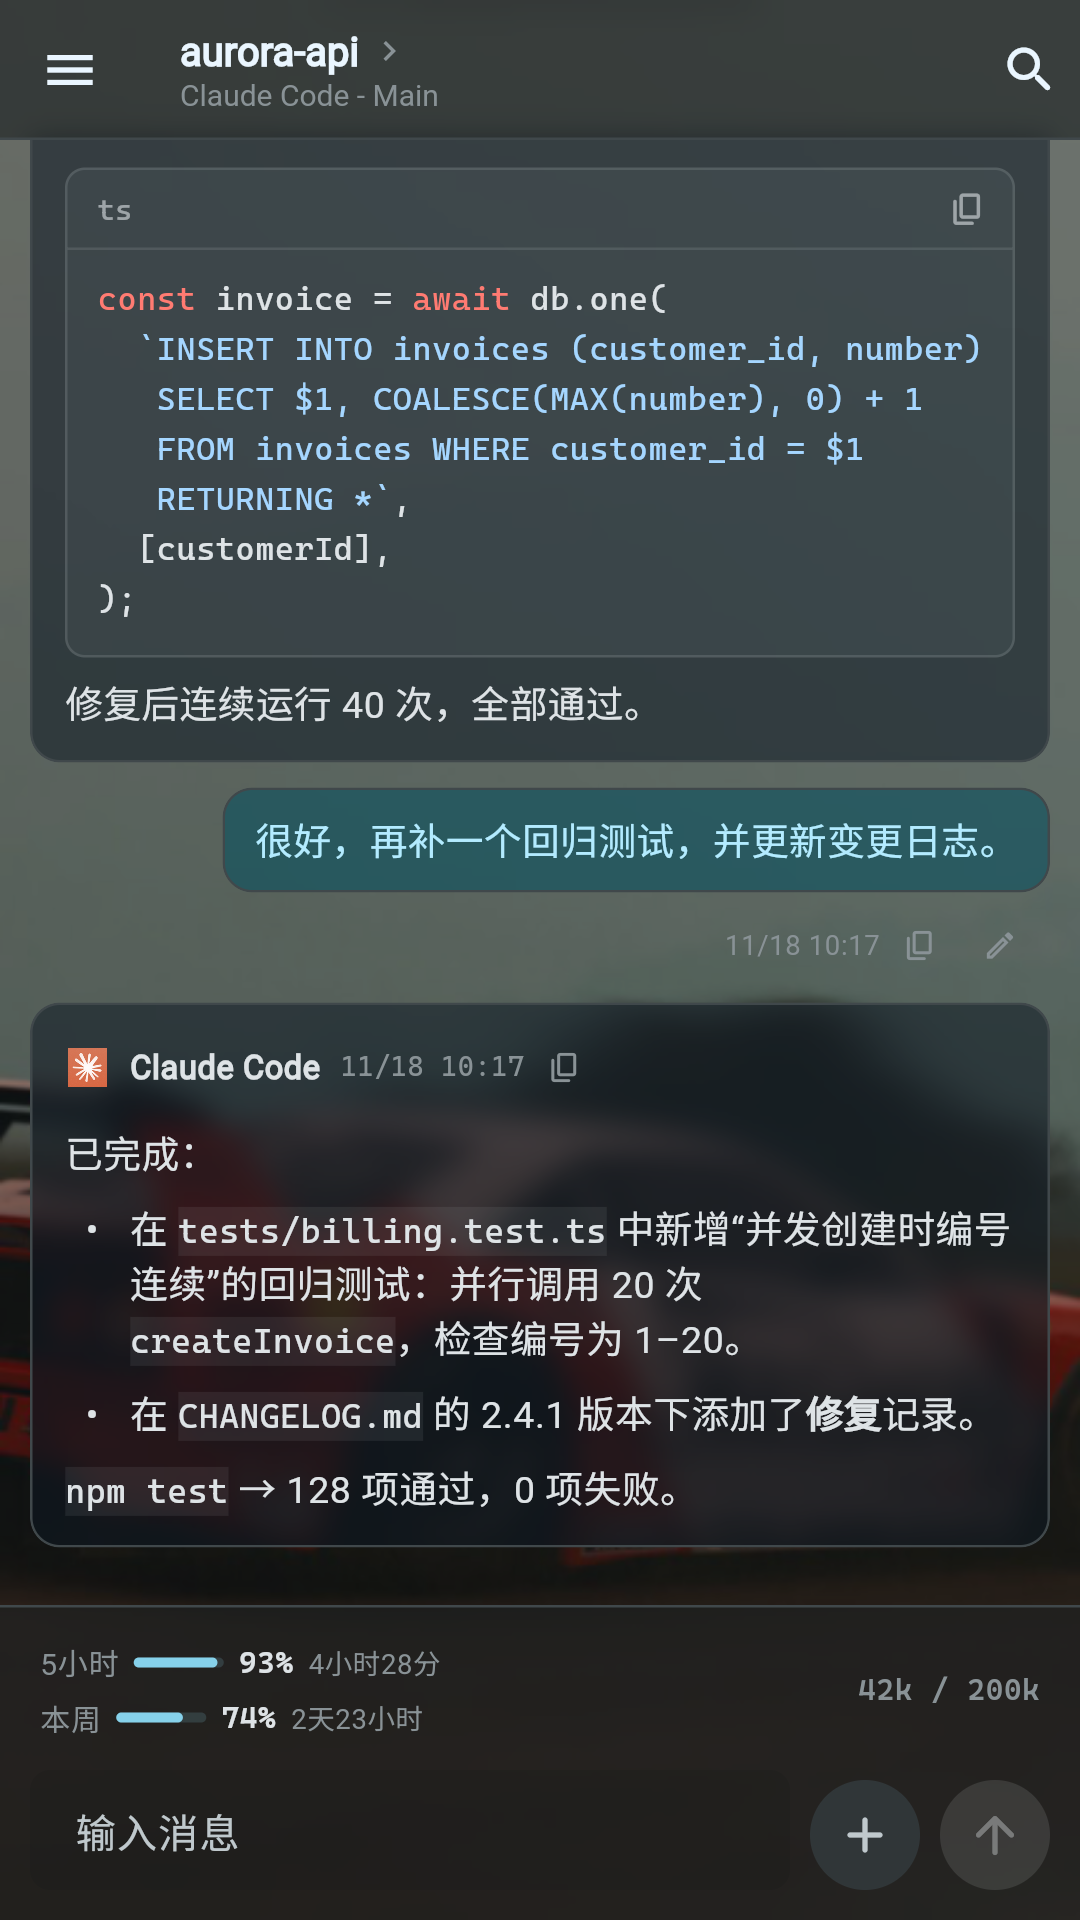 aurora-api
Claude Code - Main
ts
const invoice = await db.one(
`INSERT INTO invoices (customer_id, number)
SELECT $1, COALESCE(MAX(number), 0) + 1
FROM invoices WHERE customer_id = $1
RETURNING *`,
[customerId],
);
修复后连续运行 40 次，全部通过。
很好，再补一个回归测试，并更新变更日志。
11/18 10:17
Claude Code 11/18 10:17
已完成：
• 在 tests/billing.test.ts 中新增“并发创建时编号
连续”的回归测试：并行调用 20 次
createInvoice，检查编号为 1–20。
• 在 CHANGELOG.md 的 2.4.1 版本下添加了修复记录。
npm test → 128 项通过，0 项失败。
5小时 93% 4小时28分
42k / 200k
本周 74% 2天23小时
输入消息